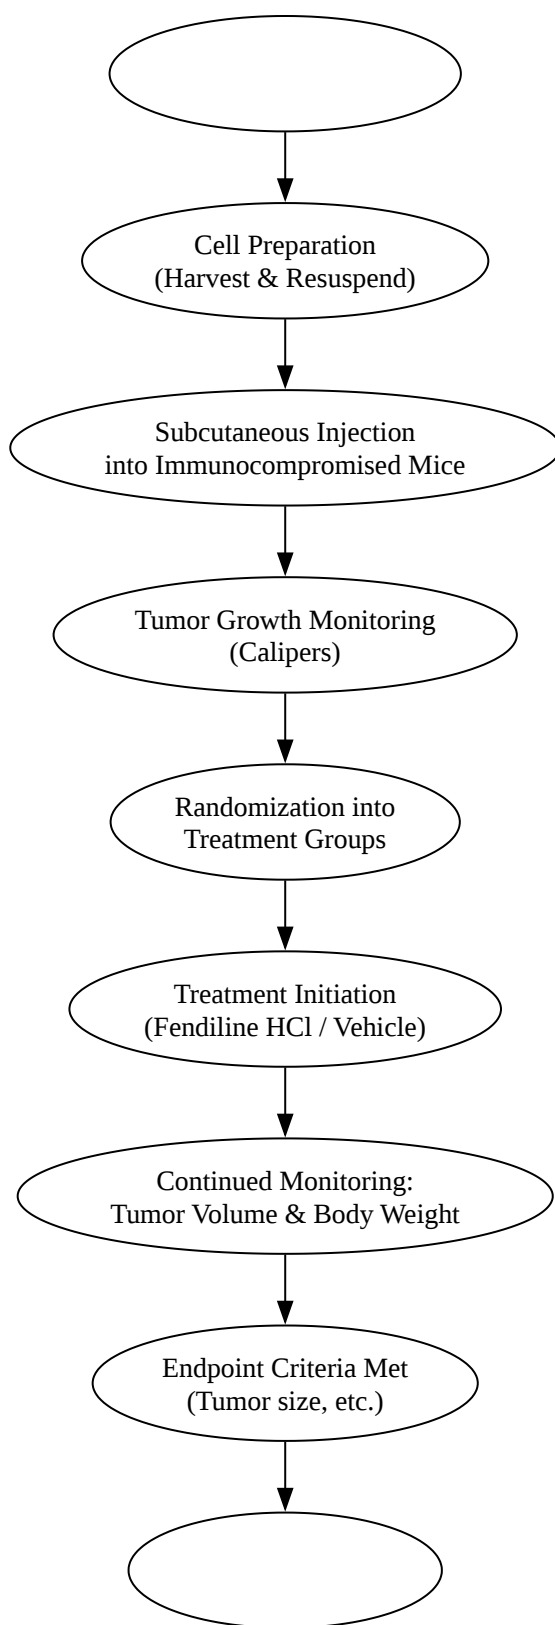 Cell Preparation
(Harvest & Resuspend)
Subcutaneous Injection
into Immunocompromised Mice
Tumor Growth Monitoring
(Calipers)
Randomization into
Treatment Groups
Treatment Initiation
(Fendiline HCl / Vehicle)
Continued Monitoring:
Tumor Volume & Body Weight
Endpoint Criteria Met
(Tumor size, etc.)